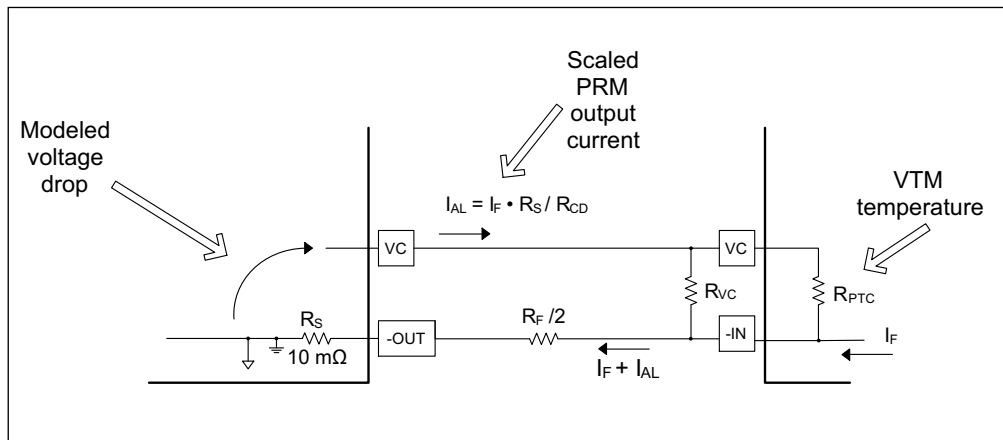 Scaled
PRM
output
current
Modeled
voltage
drop
VTM
temperature
I_AL = I_F • R_S / R_CD
VC
VC
R_VC
R_PTC
R_S
10 mΩ
-OUT
R_F /2
-IN
I_F + I_AL
I_F